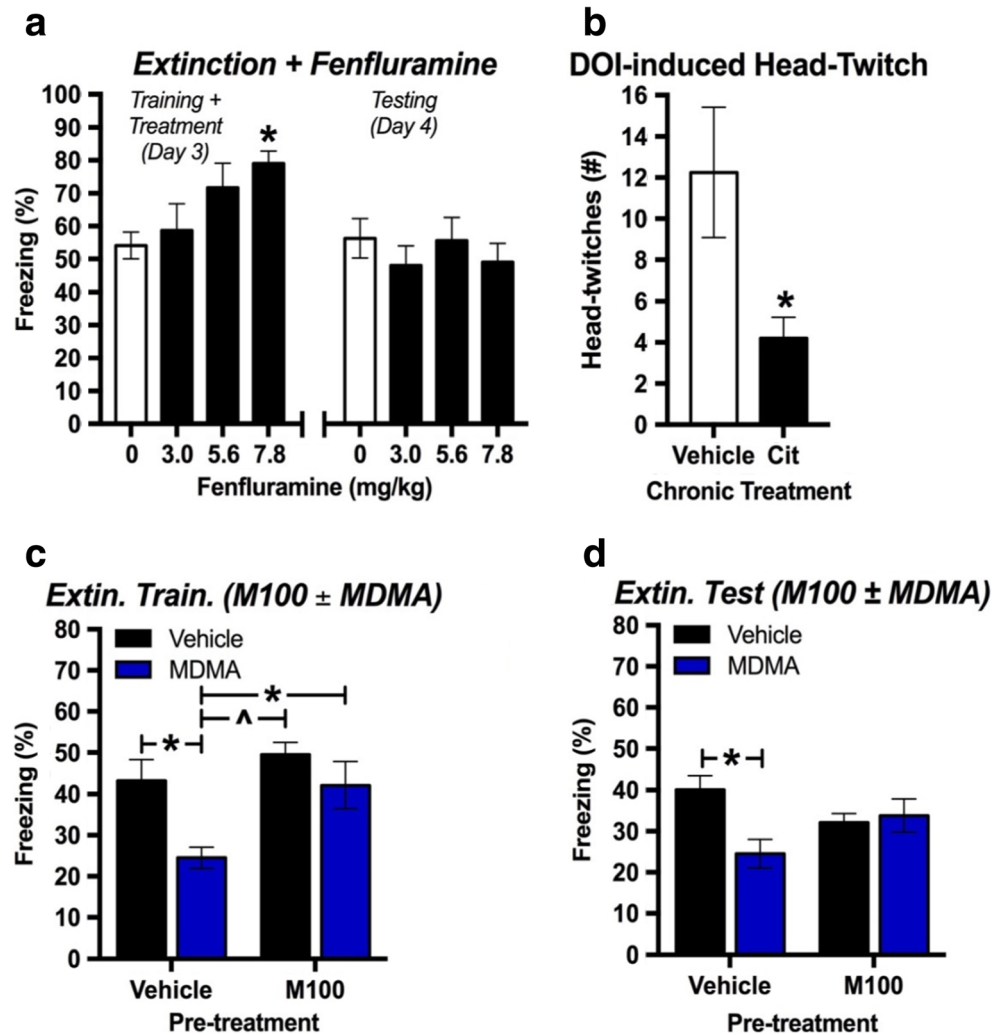 a
Extinction + Fenfluramine
Training +
Treatment
(Day 3)
Testing
(Day 4)
*
Freezing (%)
100
90
80
70
60
50
40
30
20
10
0
0 3.0 5.6 7.8 0 3.0 5.6 7.8
Fenfluramine (mg/kg)
b
DOI-induced Head-Twitch
Head-twitches (#)
16
14
12
10
8
6
4
2
0
*
Vehicle Cit
Chronic Treatment
c
Extin. Train. (M100 ± MDMA)
Vehicle
MDMA
Freezing (%)
80
70
60
50
40
30
20
10
0
*
^
*
Vehicle M100
Pre-treatment
d
Extin. Test (M100 ± MDMA)
Vehicle
MDMA
Freezing (%)
80
70
60
50
40
30
20
10
0
*
Vehicle M100
Pre-treatment